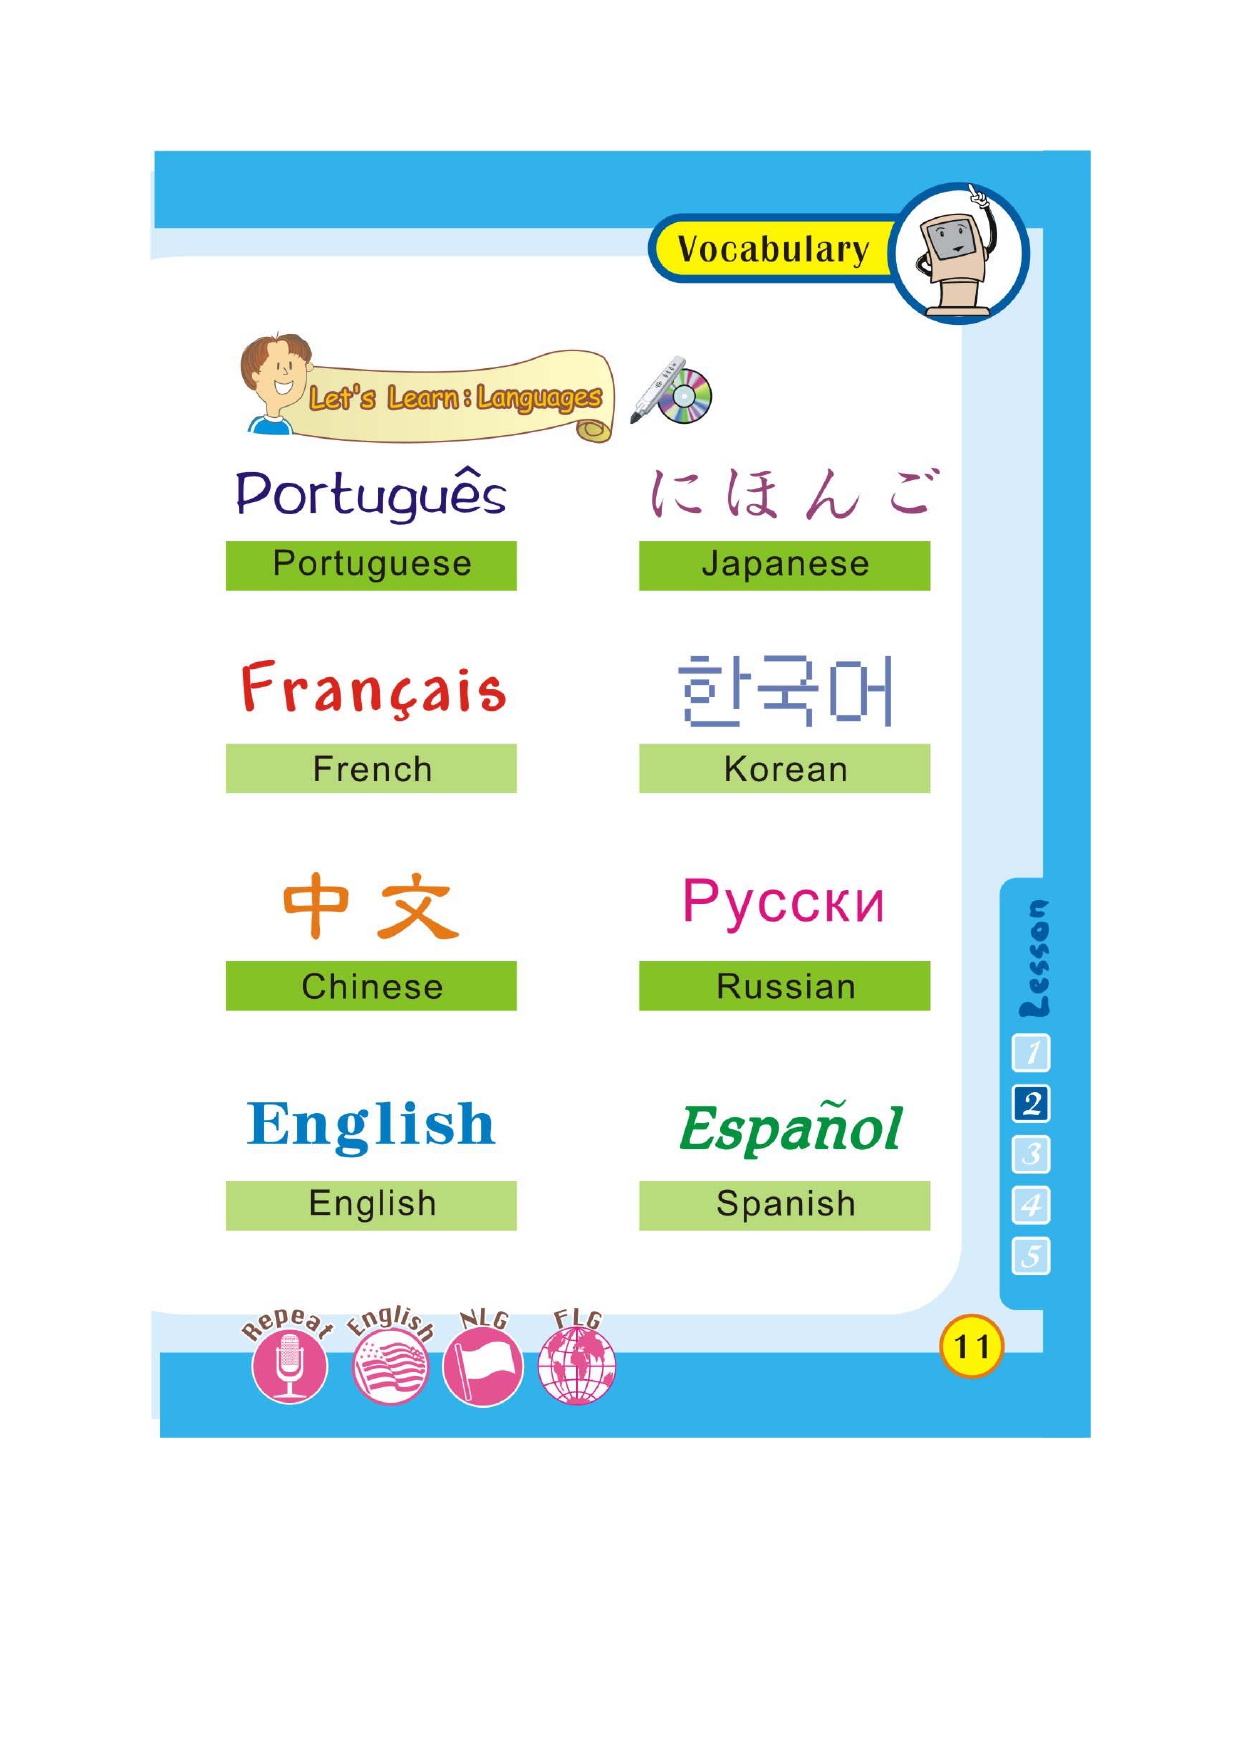 Vocabulary
Let's Learn : Languages
Português
にほんご
Portuguese
Japanese
Français
한국어
French
Korean
中文
Русски
Chinese
Russian
English
Español
English
Spanish
Lesson
1
2
3
4
5
Repeat English NLG FLG
11